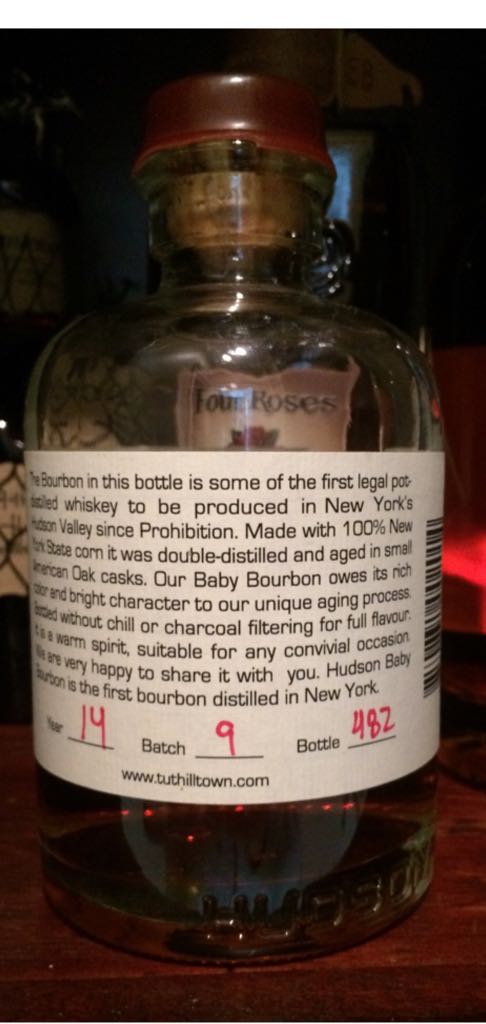 Four Roses
The Bourbon in this bottle is some of the first legal pot-
distilled whiskey to be produced in New York's
Hudson Valley since Prohibition. Made with 100% New
York State corn it was double-distilled and aged in small
American Oak casks. Our Baby Bourbon owes its rich
color and bright character to our unique aging process.
Bottled without chill or charcoal filtering for full flavour.
It is a warm spirit, suitable for any convivial occasion.
We are very happy to share it with you. Hudson Baby
Bourbon is the first bourbon distilled in New York.
Year 14 Batch 9 Bottle 482
www.tuthilltown.com
HUDSON